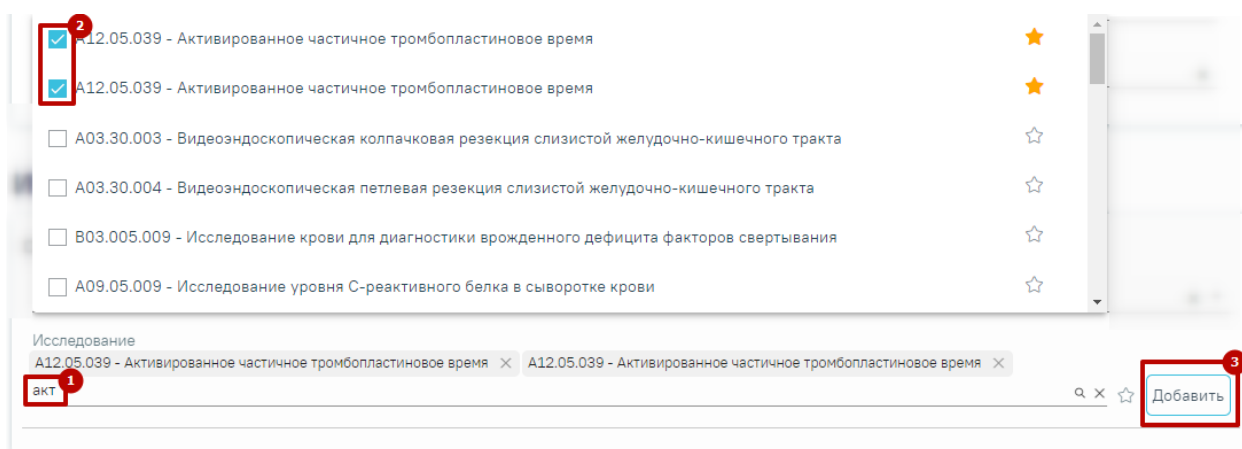 2
A12.05.039 - Активированное частичное тромбопластиновое время
A12.05.039 - Активированное частичное тромбопластиновое время
A03.30.003 - Видеоэндоскопическая колпачковая резекция слизистой желудочно-кишечного тракта
A03.30.004 - Видеоэндоскопическая петлевая резекция слизистой желудочно-кишечного тракта
B03.005.009 - Исследование крови для диагностики врожденного дефицита факторов свертывания
A09.05.009 - Исследование уровня С-реактивного белка в сыворотке крови
Исследование
A12.05.039 - Активированное частичное тромбопластиновое время A12.05.039 - Активированное частичное тромбопластиновое время
акт 1
3
Добавить